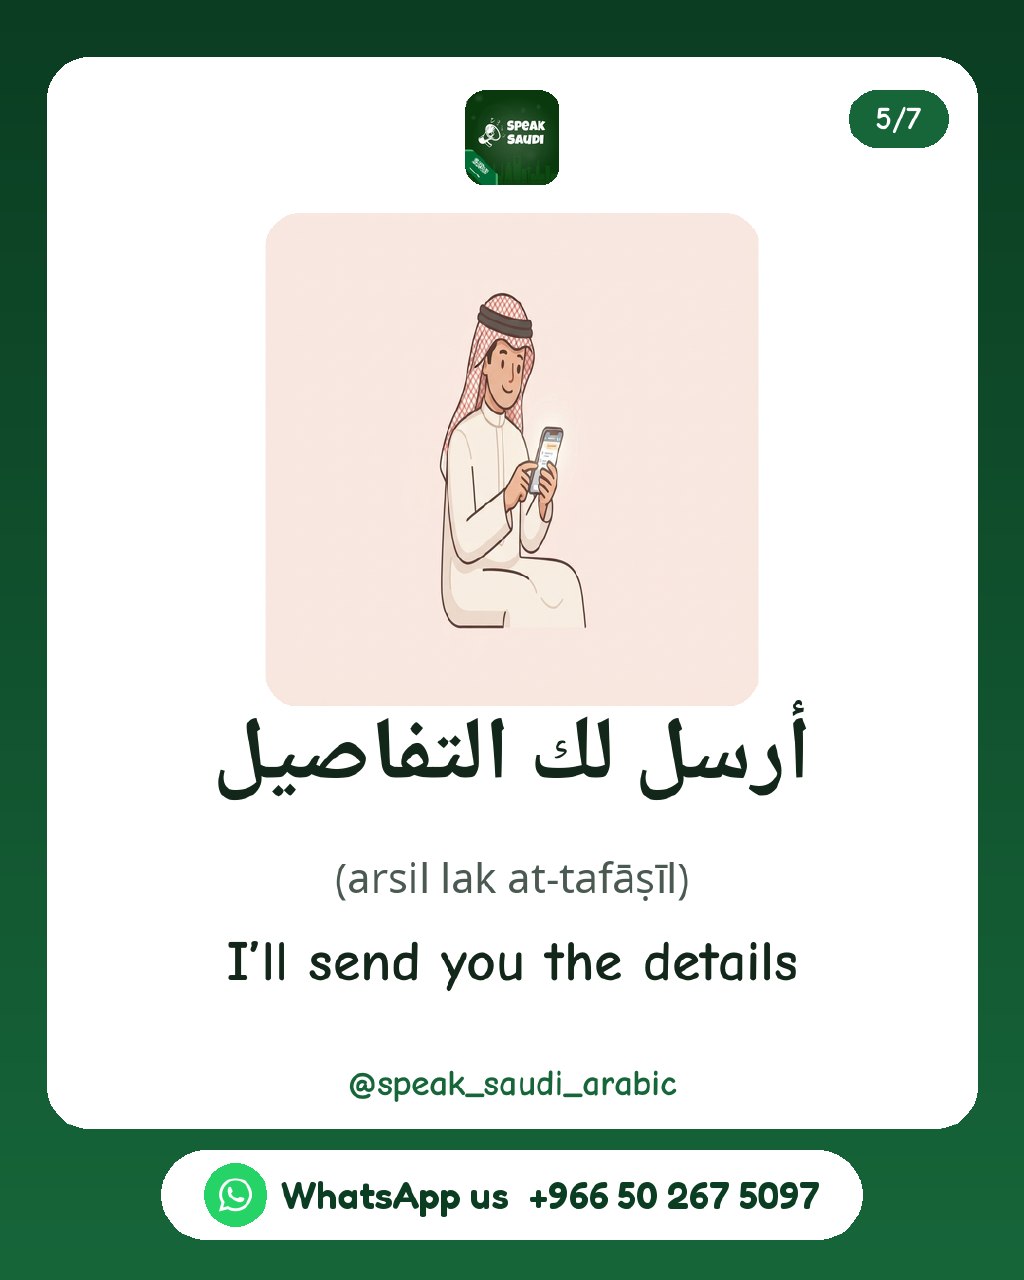 SPEAK
SAUDI
5/7
أرسل لك التفاصيل
(arsil lak at-tafāṣīl)
I'll send you the details
@speak_saudi_arabic
WhatsApp us +966 50 267 5097